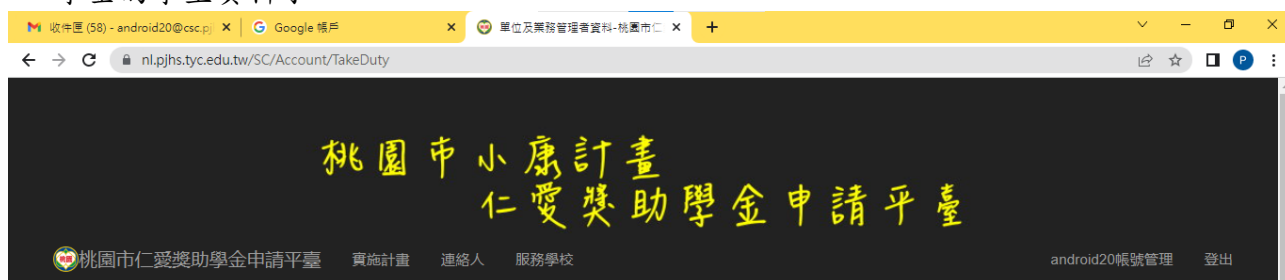 收件匣 (58) - android20@csc.pj
Google 帳戶
單位及業務管理者資料-桃園市仁
nl.pjhs.tyc.edu.tw/SC/Account/TakeDuty
P
桃園市小康計畫
仁愛獎助學金申請平臺
桃園市仁愛獎助學金申請平臺 實施計畫 連絡人 服務學校 android20帳號管理 登出